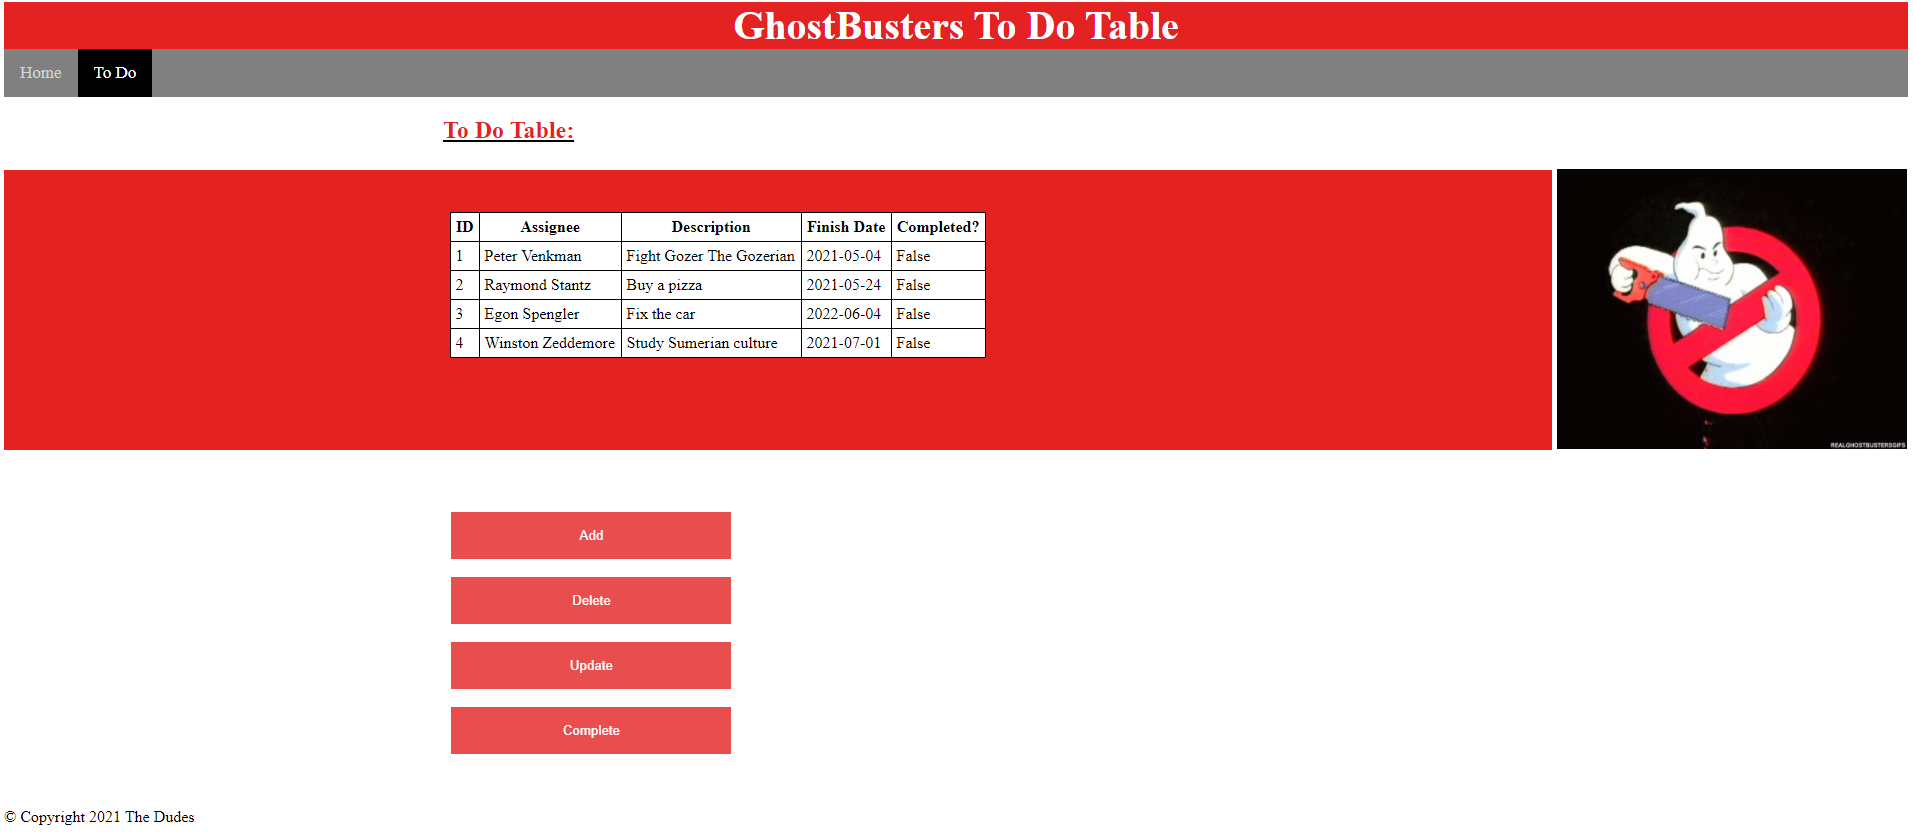 GhostBusters To Do Table
Home To Do
To Do Table:
ID Assignee Description Finish Date Completed?
1 Peter Venkman Fight Gozer The Gozerian 2021-05-04 False
2 Raymond Stantz Buy a pizza 2021-05-24 False
3 Egon Spengler Fix the car 2022-06-04 False
4 Winston Zeddemore Study Sumerian culture 2021-07-01 False
REALGHOSTBUSTERSGIFS
Add
Delete
Update
Complete
© Copyright 2021 The Dudes